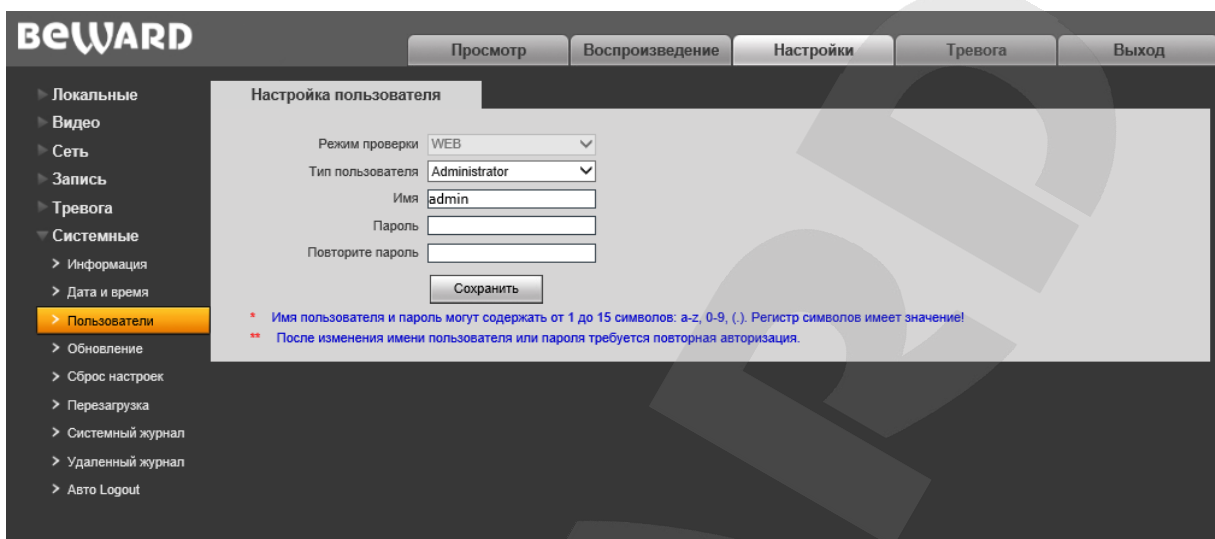 BEWARD
Просмотр Воспроизведение Настройки Тревога Выход
Локальные
Видео
Сеть
Запись
Тревога
Системные
Информация
Дата и время
Пользователи
Обновление
Сброс настроек
Перезагрузка
Системный журнал
Удаленный журнал
Авто Logout
Настройка пользователя
Режим проверки WEB
Тип пользователя Administrator
Имя admin
Пароль
Повторите пароль
Сохранить
* Имя пользователя и пароль могут содержать от 1 до 15 символов: a-z, 0-9, (.). Регистр символов имеет значение!
** После изменения имени пользователя или пароля требуется повторная авторизация.